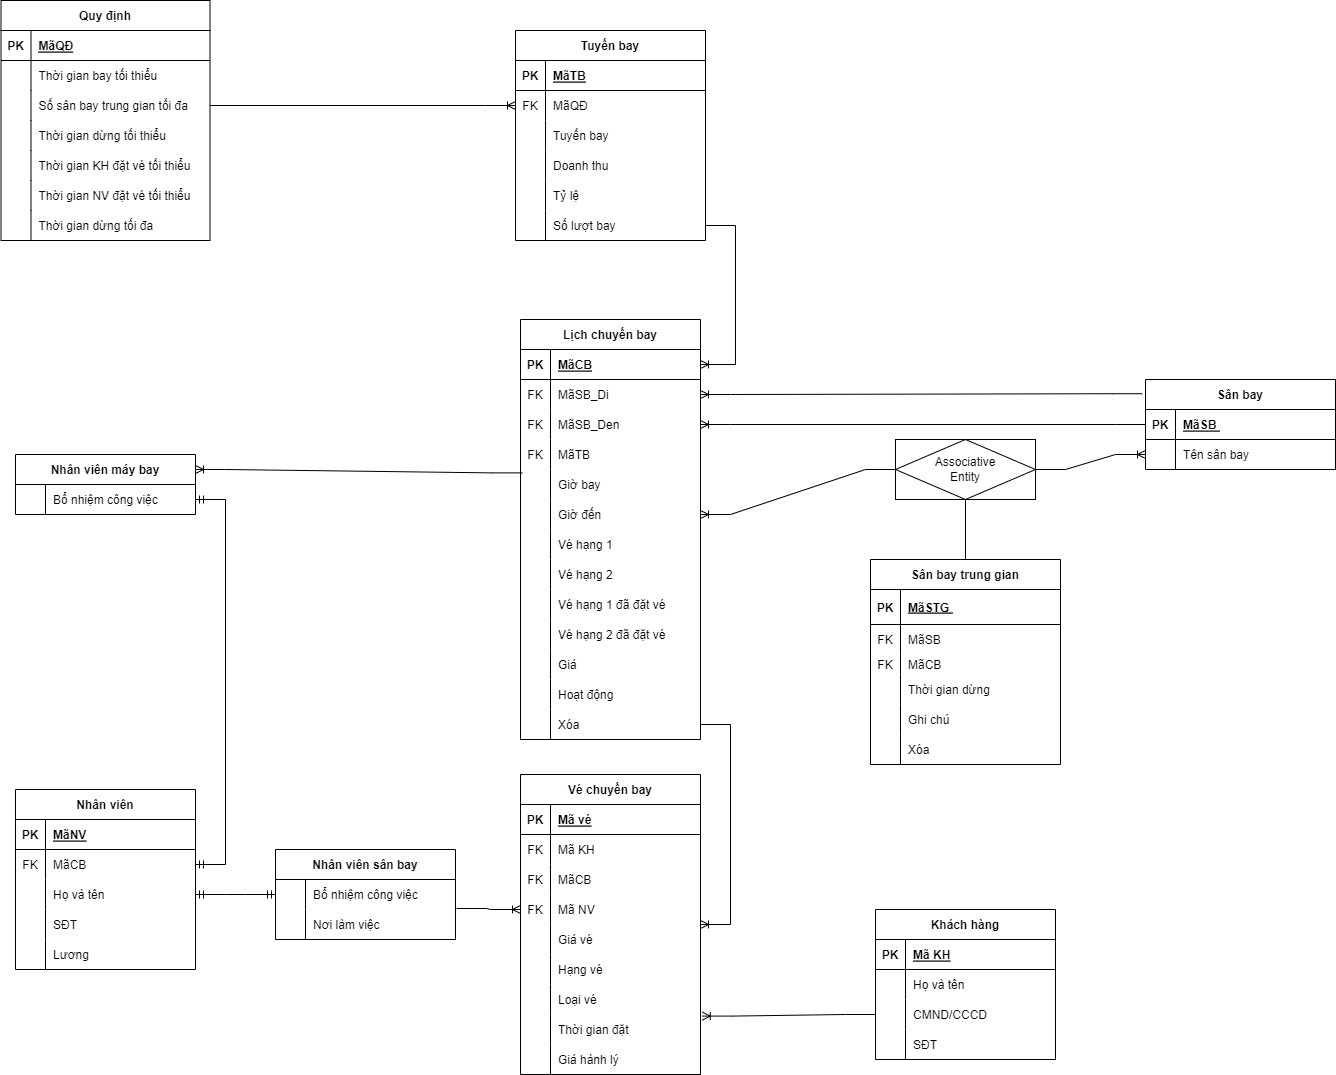 Quy định
PK MãQĐ
Thời gian bay tối thiểu
Số sân bay trung gian tối đa
Thời gian dừng tối thiểu
Thời gian KH đặt vé tối thiểu
Thời gian NV đặt vé tối thiểu
Thời gian dừng tối đa
Tuyến bay
PK MãTB
FK MãQĐ
Tuyến bay
Doanh thu
Tỷ lệ
Số lượt bay
Lịch chuyến bay
PK MãCB
FK MãSB_Di
FK MãSB_Den
FK MãTB
Giờ bay
Giờ đến
Vé hạng 1
Vé hạng 2
Vé hạng 1 đã đặt vé
Vé hạng 2 đã đặt vé
Giá
Hoạt động
Xóa
Sân bay
PK MãSB
Tên sân bay
Associative
Entity
Sân bay trung gian
PK MãSTG
FK MãSB
FK MãCB
Thời gian dừng
Ghi chú
Xóa
Nhân viên máy bay
Bổ nhiệm công việc
Nhân viên
PK MãNV
FK MãCB
Họ và tên
SĐT
Lương
Nhân viên sân bay
Bổ nhiệm công việc
Nơi làm việc
Vé chuyến bay
PK Mã vé
FK Mã KH
FK MãCB
FK Mã NV
Giá vé
Hạng vé
Loại vé
Thời gian đặt
Giá hành lý
Khách hàng
PK Mã KH
Họ và tên
CMND/CCCD
SĐT